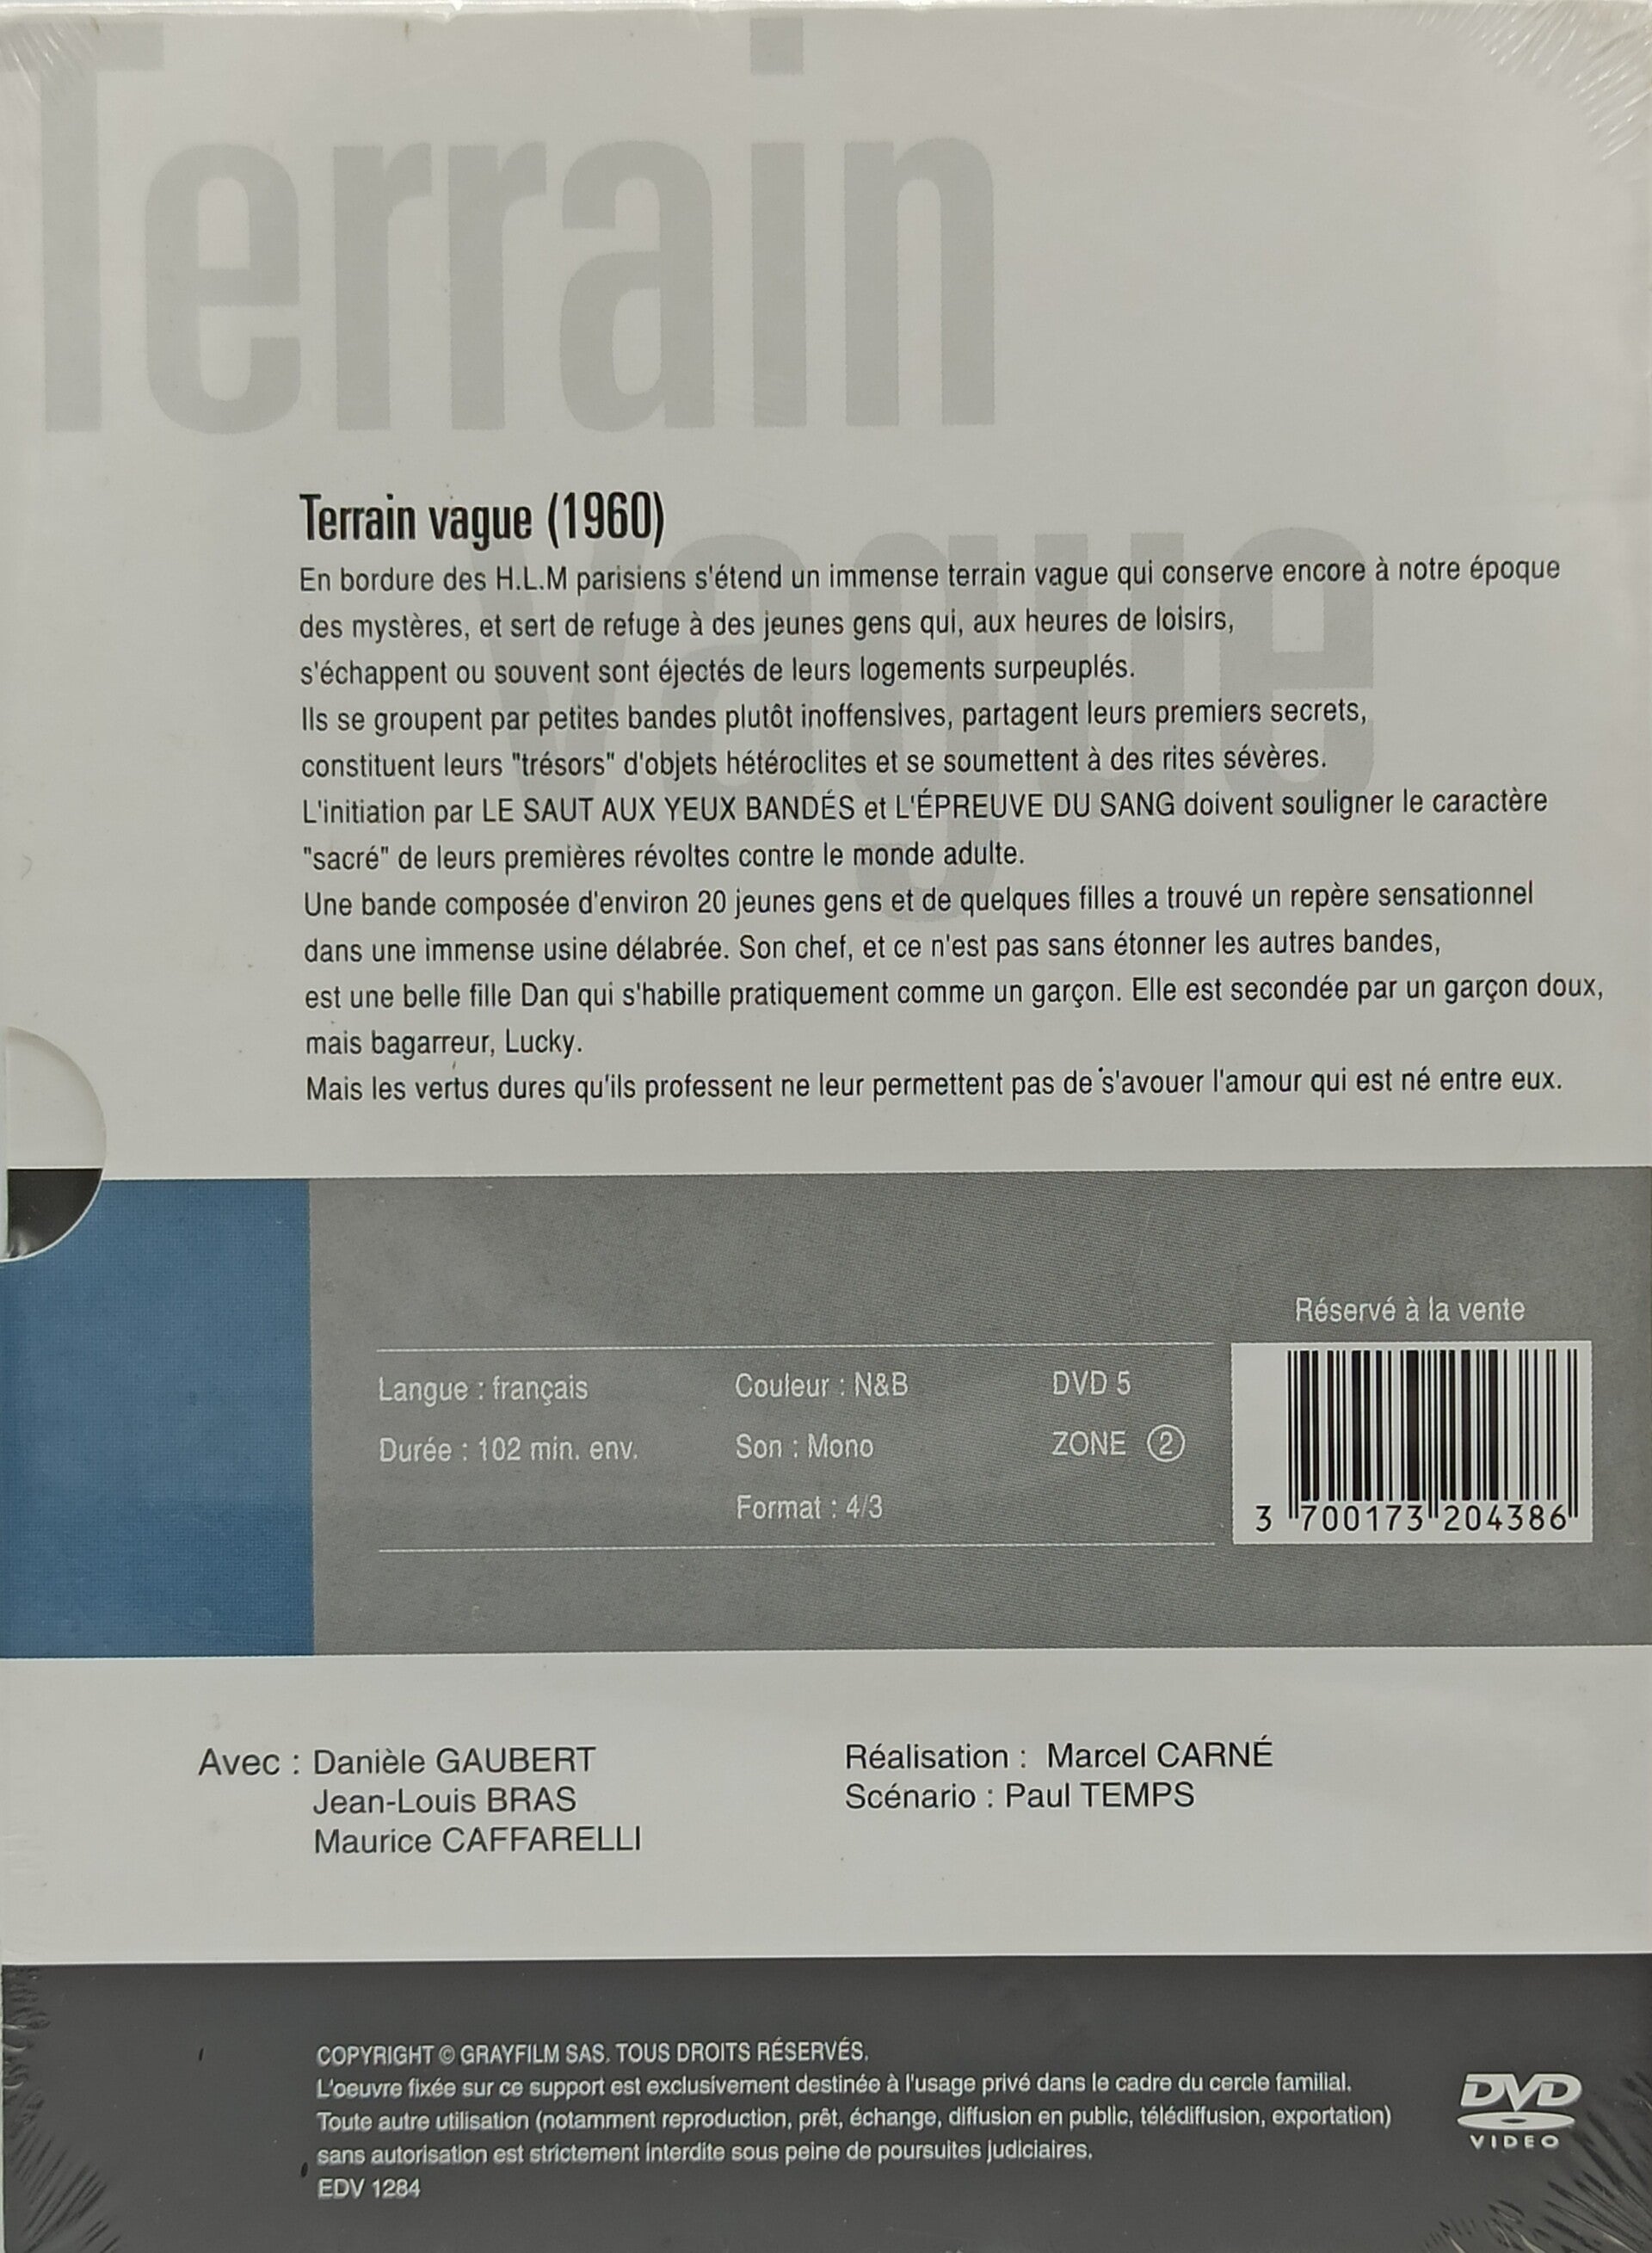 Terrain
vague
Terrain vague (1960)
En bordure des H.L.M parisiens s'étend un immense terrain vague qui conserve encore à notre époque
des mystères, et sert de refuge à des jeunes gens qui, aux heures de loisirs,
s'échappent ou souvent sont éjectés de leurs logements surpeuplés.
Ils se groupent par petites bandes plutôt inoffensives, partagent leurs premiers secrets,
constituent leurs "trésors" d'objets hétéroclites et se soumettent à des rites sévères.
L'initiation par LE SAUT AUX YEUX BANDÉS et L'ÉPREUVE DU SANG doivent souligner le caractère
"sacré" de leurs premières révoltes contre le monde adulte.
Une bande composée d'environ 20 jeunes gens et de quelques filles a trouvé un repère sensationnel
dans une immense usine délabrée. Son chef, et ce n'est pas sans étonner les autres bandes,
est une belle fille Dan qui s'habille pratiquement comme un garçon. Elle est secondée par un garçon doux,
mais bagarreur, Lucky.
Mais les vertus dures qu'ils professent ne leur permettent pas de s'avouer l'amour qui est né entre eux.
Réservé à la vente
Langue : français
Durée : 102 min. env.
Couleur : N&B
Son : Mono
Format : 4/3
DVD 5
ZONE 2
3 700173 204386
Avec : Danièle GAUBERT
Jean-Louis BRAS
Maurice CAFFARELLI
Réalisation : Marcel CARNÉ
Scénario : Paul TEMPS
COPYRIGHT © GRAYFILM SAS. TOUS DROITS RÉSERVÉS.
L'oeuvre fixée sur ce support est exclusivement destinée à l'usage privé dans le cadre du cercle familial.
Toute autre utilisation (notamment reproduction, prêt, échange, diffusion en public, télédiffusion, exportation)
sans autorisation est strictement interdite sous peine de poursuites judiciaires.
EDV 1284
DVD
VIDEO